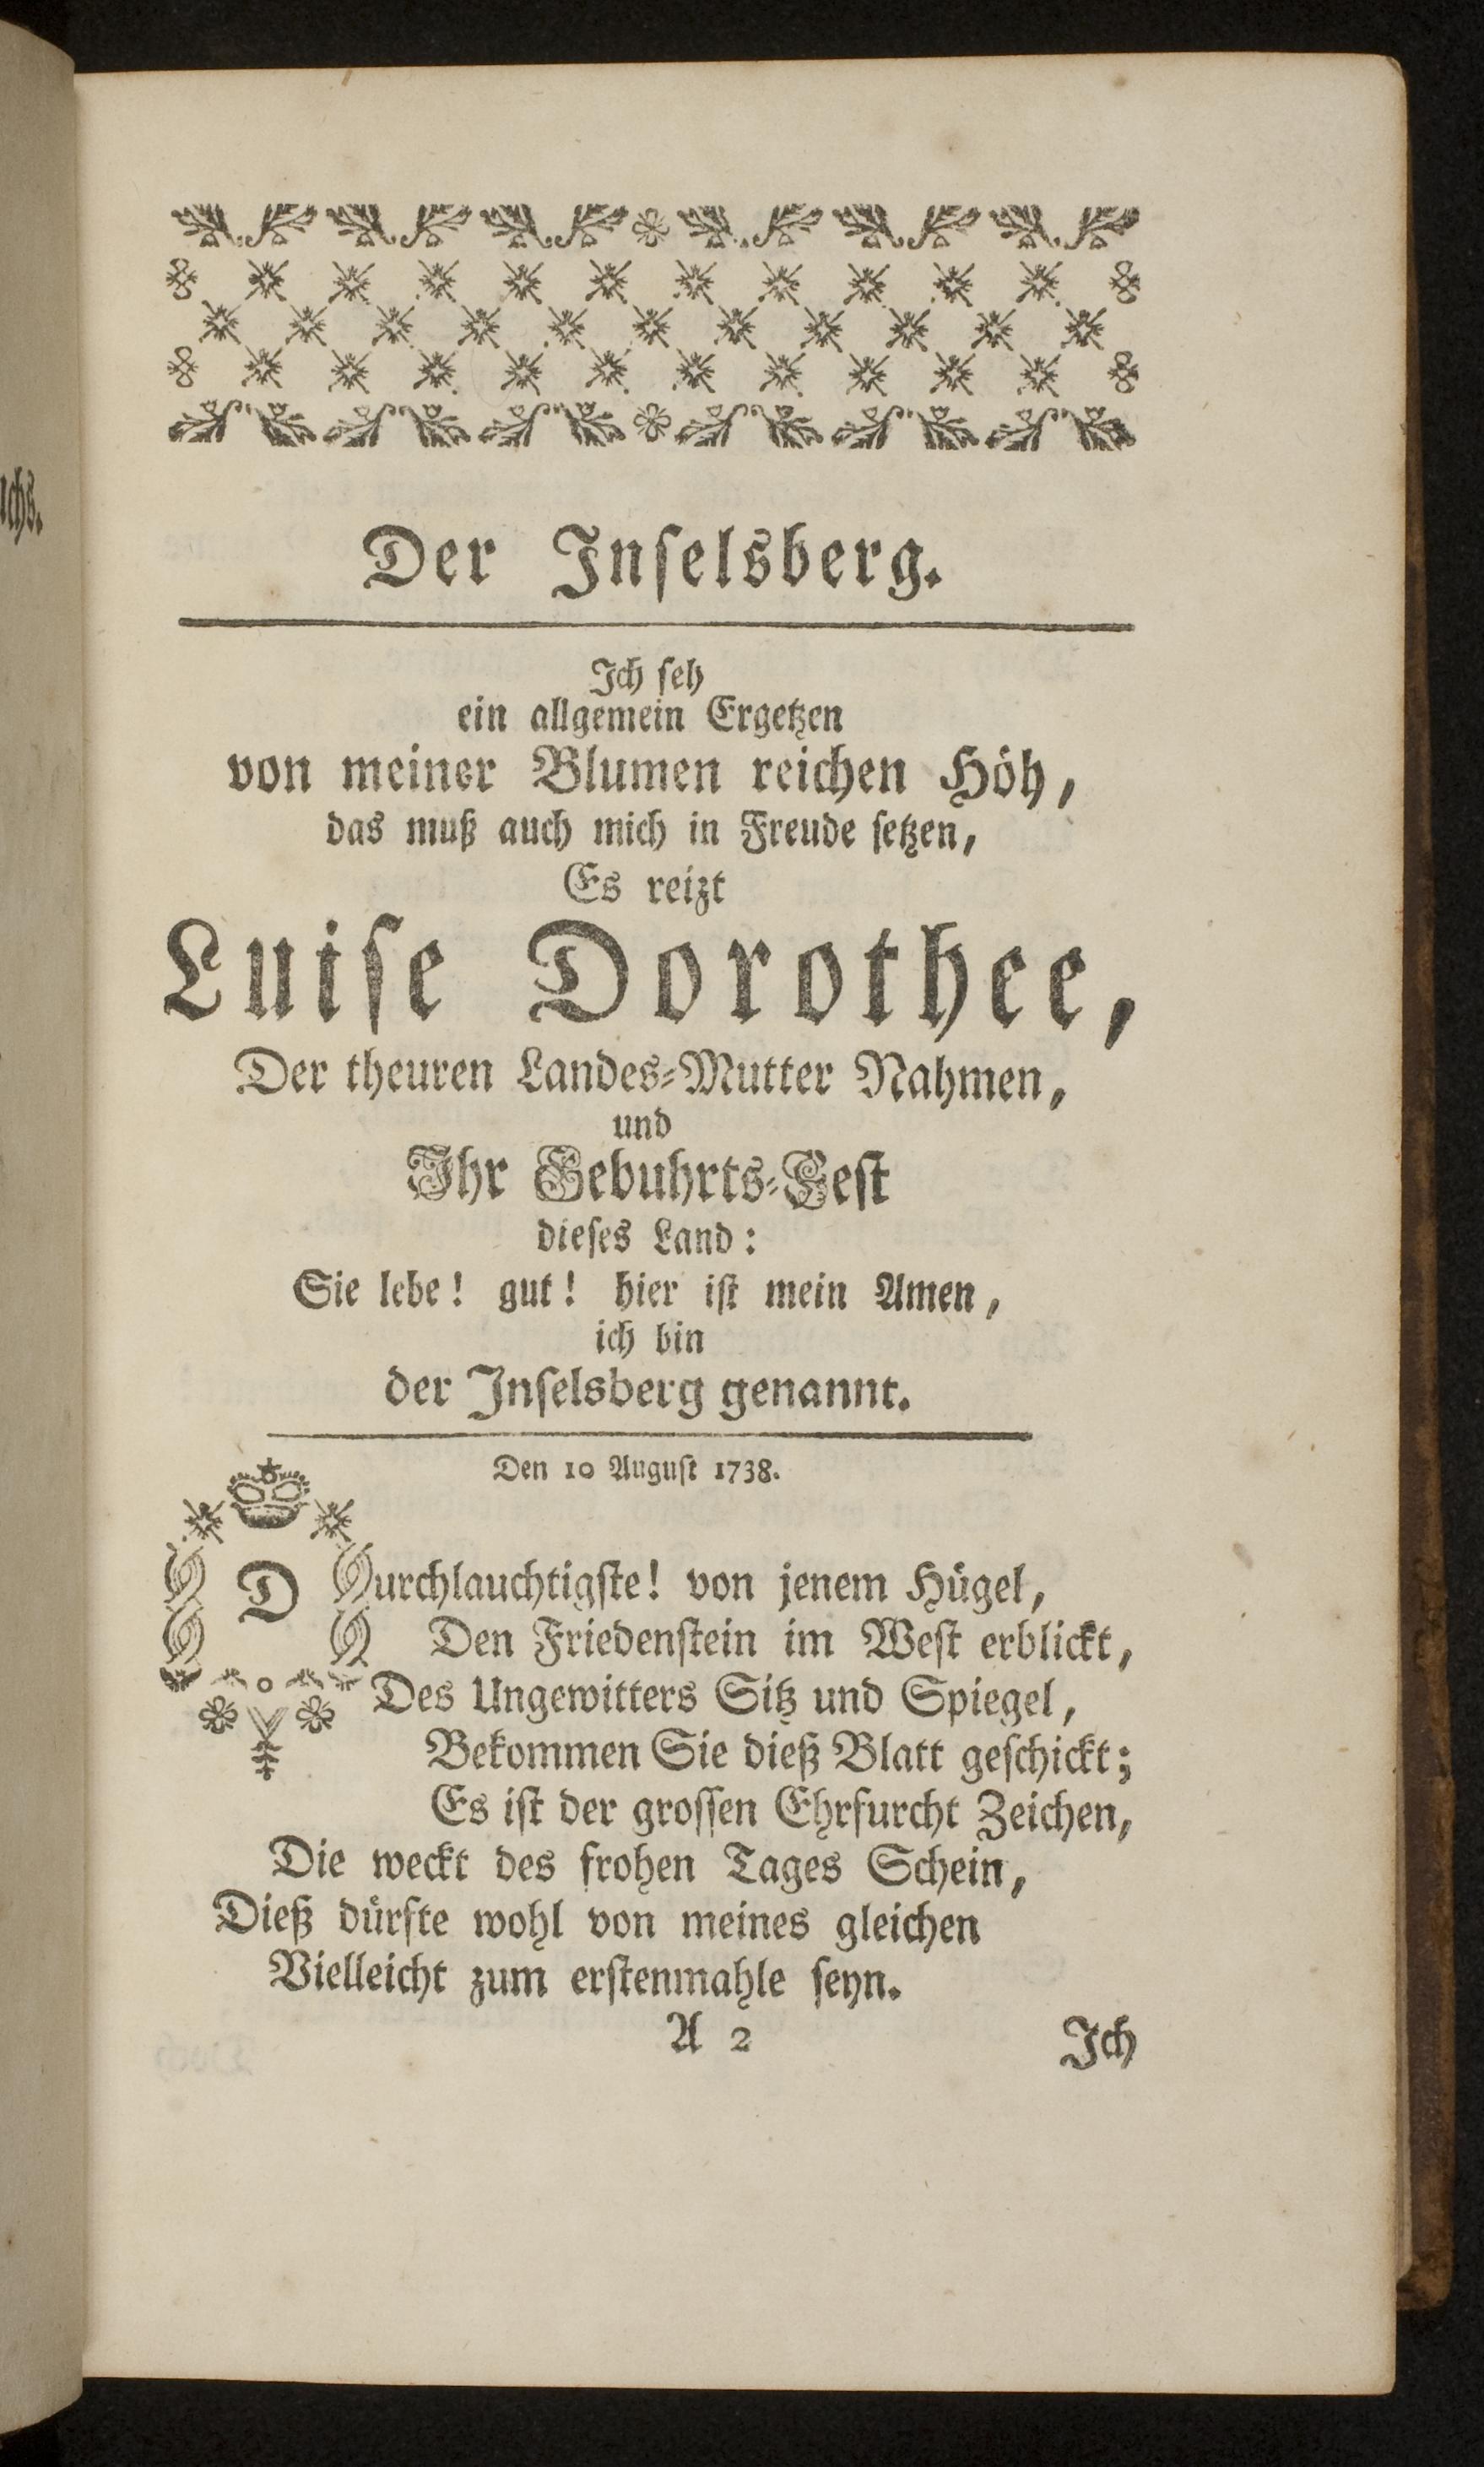 Der Inſelsberg.
Ich ſeh
ein allgemein Ergetzen
von meiner Blumen reichen Höh,
das muß auch mich in Freude ſetzen,
Es reizt
Luiſe Dorothee,
Der theuren Landes-Mutter Nahmen,
und
Ihr Gebuhrts-Feſt
dieſes Land:
Sie lebe! gut! hier iſt mein Amen,
ich bin
der Inſelsberg genannt.
Den 10 Auguſt 1738.
Durchlauchtigſte! von jenem Hügel,
Den Friedenſtein im Weſt erblickt,
Des Ungewitters Sitz und Spiegel,
Bekommen Sie dieß Blatt geſchickt;
Es iſt der groſſen Ehrfurcht Zeichen,
Die weckt des frohen Tages Schein,
Dieß dürfte wohl von meines gleichen
Vielleicht zum erſtenmahle ſeyn.
A 2 Ich